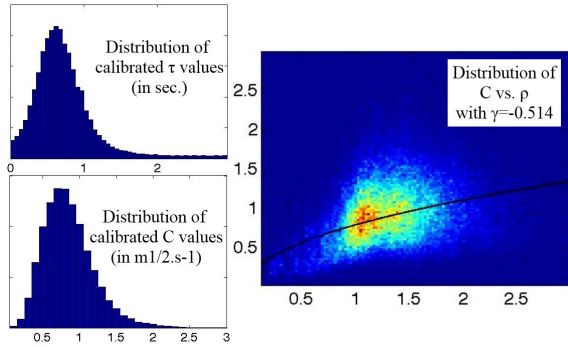 Distribution of
calibrated τ values
(in sec.)
0 1 2
Distribution of
calibrated C values
(in m1/2.s-1)
0.5 1 1.5 2 2.5 3
Distribution of
C vs. ρ
with γ=-0.514
2.5
2
1.5
1
0.5
0.5 1 1.5 2 2.5